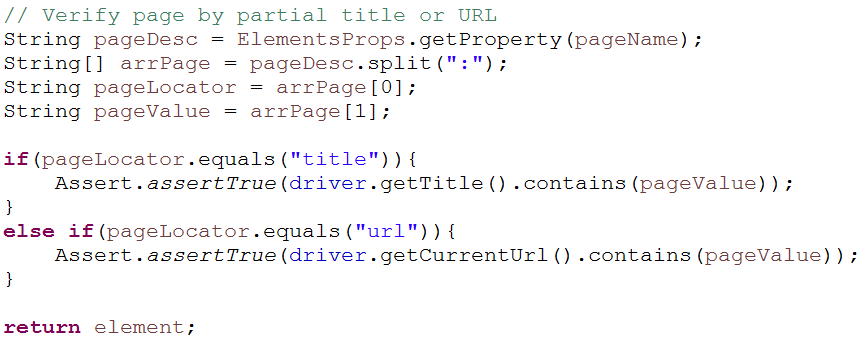 // Verify page by partial title or URL
String pageDesc = ElementsProps.getProperty(pageName);
String[] arrPage = pageDesc.split(":");
String pageLocator = arrPage[0];
String pageValue = arrPage[1];

if(pageLocator.equals("title")){
    Assert.assertTrue(driver.getTitle().contains(pageValue));
}
else if(pageLocator.equals("url")){
    Assert.assertTrue(driver.getCurrentUrl().contains(pageValue));
}

return element;